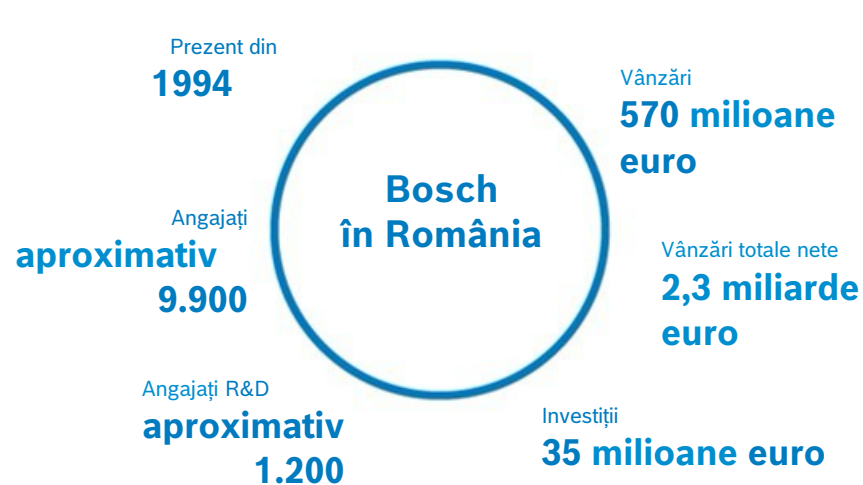 Prezent din
1994
Angajați
aproximativ
9.900
Angajați R&D
aproximativ
1.200
Bosch
în România
Vânzări
570 milioane
euro
Vânzări totale nete
2,3 miliarde
euro
Investiții
35 milioane euro